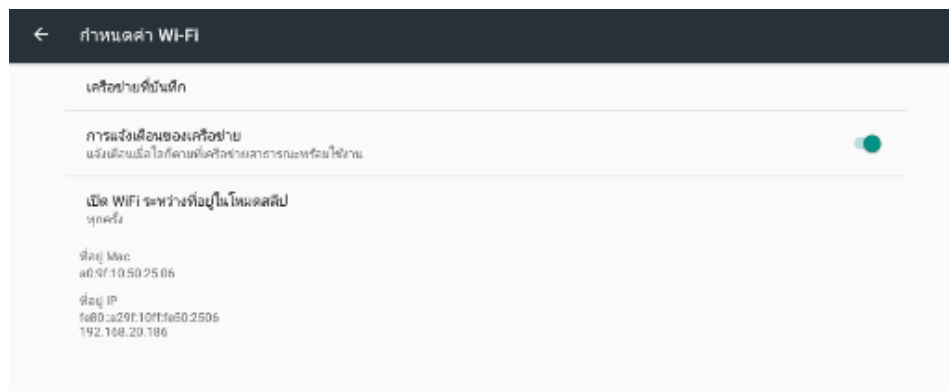 กำหนดค่า Wi-Fi
เครือข่ายที่บันทึก
การแจ้งเตือนของเครือข่าย
แจ้งเตือนเมื่อใดก็ตามที่เครือข่ายสาธารณะพร้อมใช้งาน
เปิด WiFi ระหว่างที่อยู่ในโหมดสลีป
ทุกครั้ง
ที่อยู่ Mac
a0:9f:10:50:25:06
ที่อยู่ IP
fe80::a29f:10ff:fe50:2506
192.168.20.186